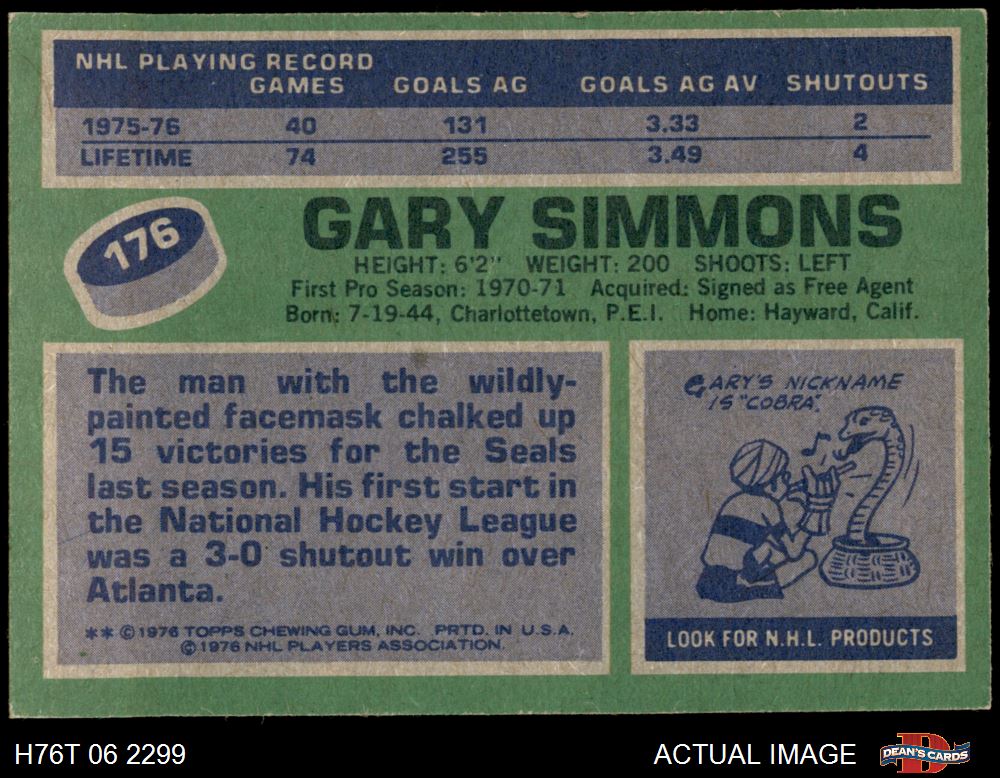 NHL PLAYING RECORD
GAMES GOALS AG GOALS AG AV SHUTOUTS
1975-76 40 131 3.33 2
LIFETIME 74 255 3.49 4
176
GARY SIMMONS
HEIGHT: 6'2" WEIGHT: 200 SHOOTS: LEFT
First Pro Season: 1970-71 Acquired: Signed as Free Agent
Born: 7-19-44, Charlottetown, P.E.I. Home: Hayward, Calif.
The man with the wildly-
painted facemask chalked up
15 victories for the Seals
last season. His first start in
the National Hockey League
was a 3-0 shutout win over
Atlanta.
** © 1976 TOPPS CHEWING GUM, INC. PRTD. IN U.S.A.
© 1976 NHL PLAYERS ASSOCIATION.
GARY'S NICKNAME
IS "COBRA".
LOOK FOR N.H.L. PRODUCTS
H76T 06 2299
ACTUAL IMAGE
D
DEAN'S CARDS